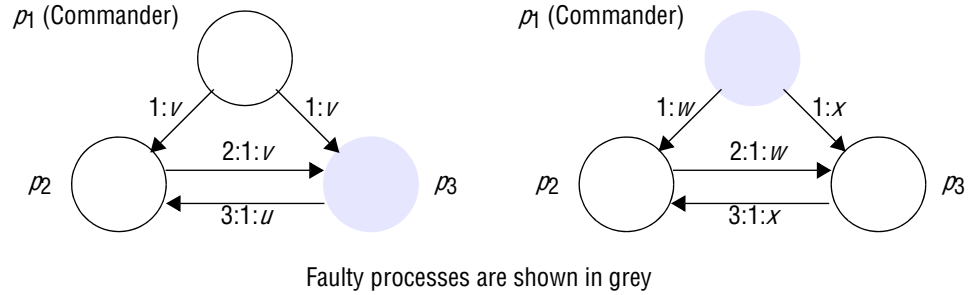 p1 (Commander)
p1 (Commander)
1:v
1:v
1:w
1:x
2:1:v
2:1:w
p2
p3
p2
p3
3:1:u
3:1:x
Faulty processes are shown in grey